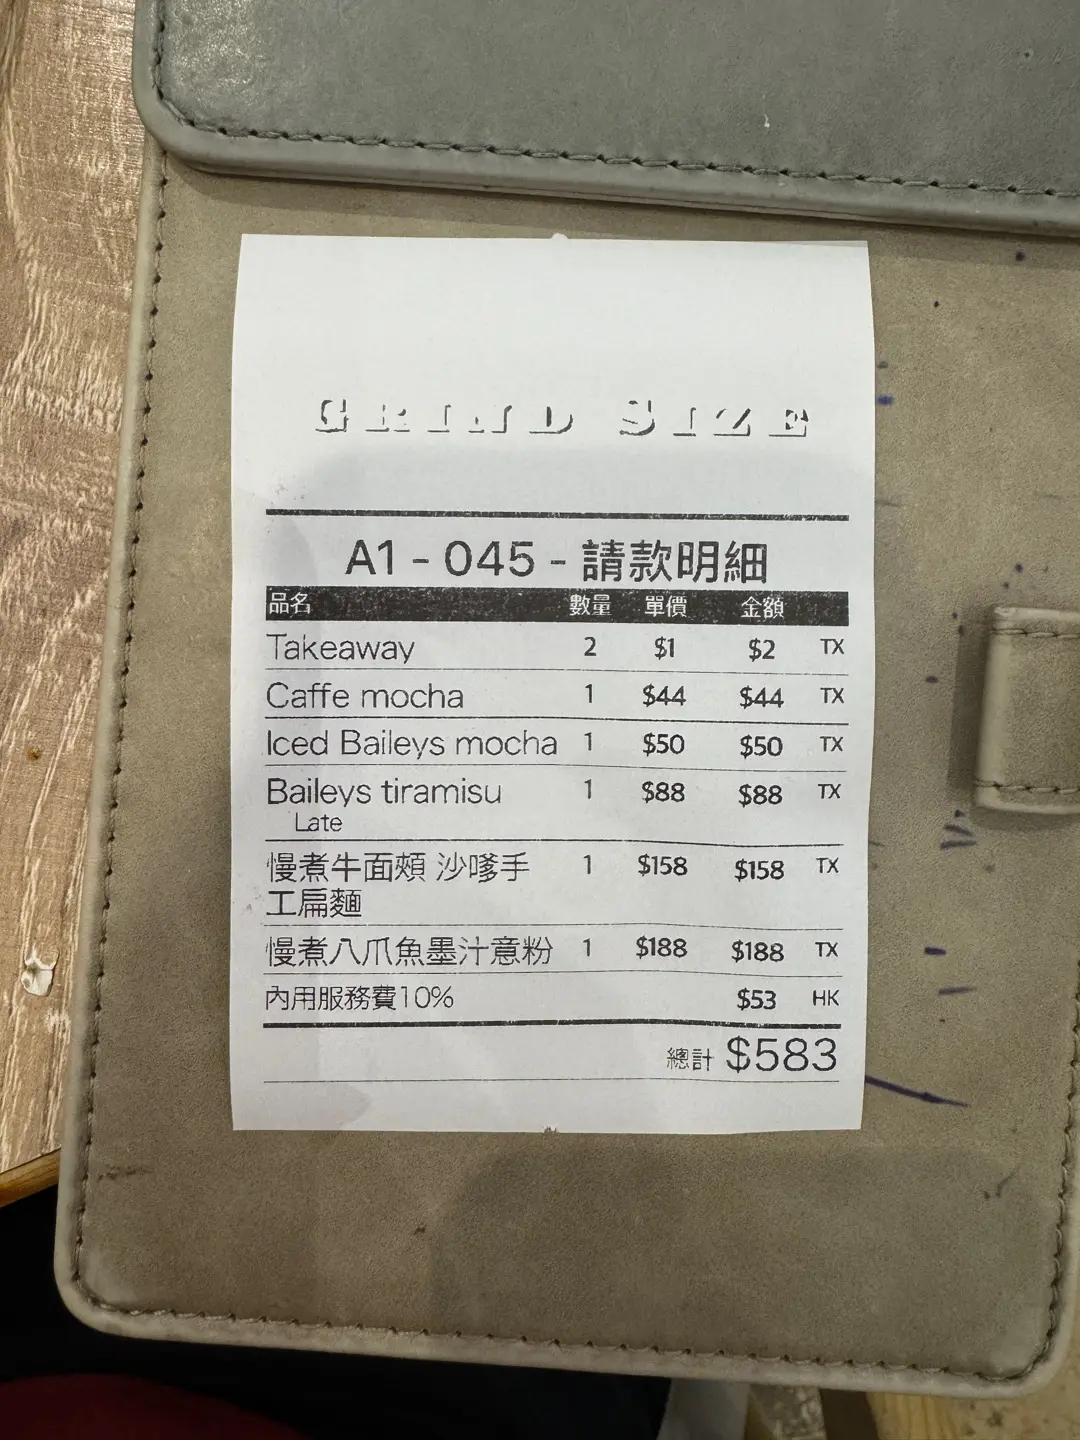 GRIND SIZE
A1 - 045 - 請款明細
品名 數量 單價 金額
Takeaway 2 $1 $2 TX
Caffe mocha 1 $44 $44 TX
Iced Baileys mocha 1 $50 $50 TX
Baileys tiramisu 1 $88 $88 TX
Late
慢煮牛面頰 沙嗲手 1 $158 $158 TX
工扁麵
慢煮八爪魚墨汁意粉 1 $188 $188 TX
內用服務費10% $53 HK
總計 $583